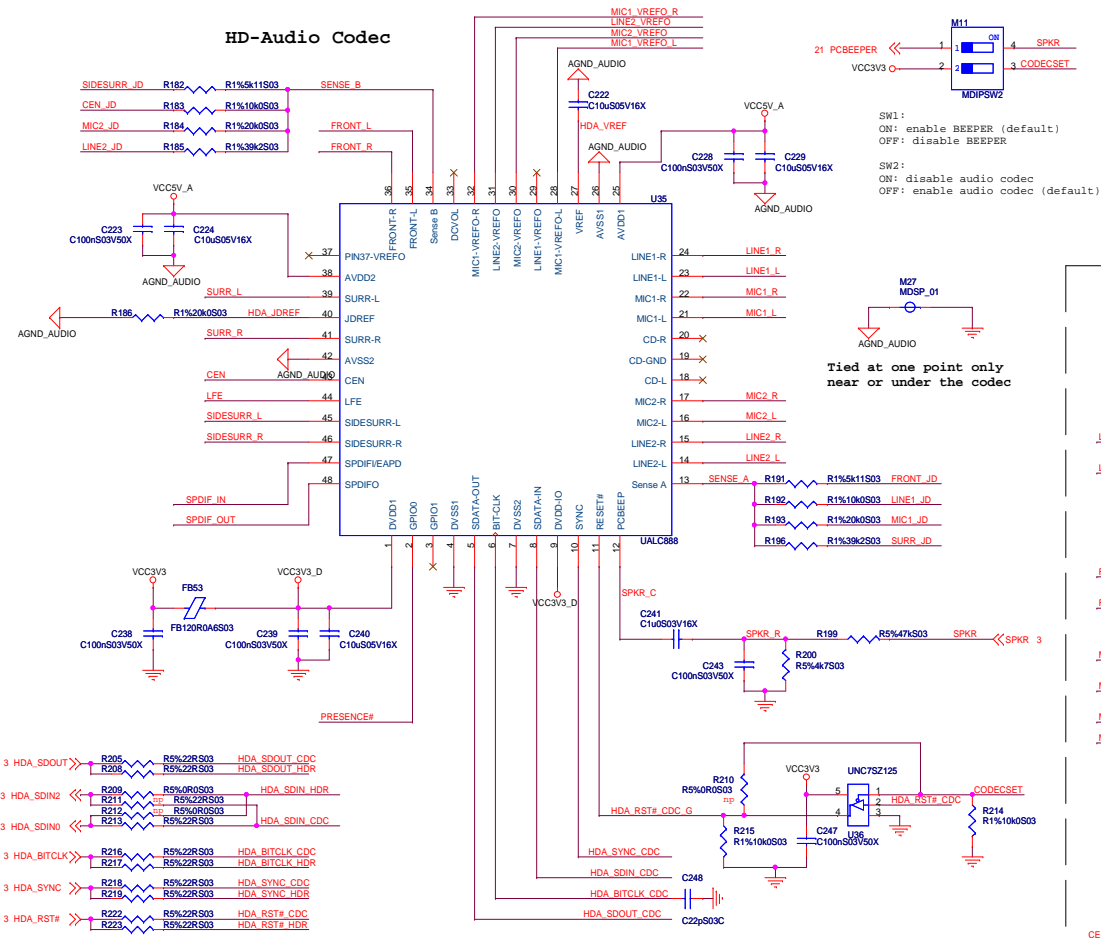 HD-Audio Codec
MIC1_VREFO_R
LINE2_VREFO
MIC2_VREFO
MIC1_VREFO_L
M11
ON
21 PCBEEPER
1
1
4
SPKR
VCC3V3
2
2
3
CODECSET
MDIPSW2
SW1:
ON: enable BEEPER (default)
OFF: disable BEEPER
SW2:
ON: disable audio codec
OFF: enable audio codec (default)
SIDESURR_JD
R182
R1%5k11S03
SENSE_B
CEN_JD
R183
R1%10k0S03
MIC2_JD
R184
R1%20k0S03
LINE2_JD
R185
R1%39k2S03
FRONT_L
FRONT_R
AGND_AUDIO
C222
C10uS05V16X
HDA_VREF
AGND_AUDIO
VCC5V_A
C228
C100nS03V50X
C229
C10uS05V16X
AGND_AUDIO
VCC5V_A
C223
C100nS03V50X
C224
C10uS05V16X
AGND_AUDIO
36
35
34
33
32
31
30
29
28
27
26
25
U35
FRONT-R
FRONT-L
Sense B
DCVOL
MIC1-VREFO-R
LINE2-VREFO
MIC2-VREFO
LINE1-VREFO
MIC1-VREFO-L
VREF
AVSS1
AVDD1
37
PIN37-VREFO
38
AVDD2
SURR_L
39
SURR-L
AGND_AUDIO
R186
R1%20k0S03
HDA_JDREF
40
JDREF
SURR_R
41
SURR-R
AGND_AUDIO
42
AVSS2
CEN
43
CEN
LFE
44
LFE
SIDESURR_L
45
SIDESURR-L
SIDESURR_R
46
SIDESURR-R
47
SPDIFI/EAPD
48
SPDIFO
SPDIF_IN
SPDIF_OUT
LINE1-R
24
LINE1_R
LINE1-L
23
LINE1_L
MIC1-R
22
MIC1_R
MIC1-L
21
MIC1_L
CD-R
20
CD-GND
19
CD-L
18
MIC2-R
17
MIC2_R
MIC2-L
16
MIC2_L
LINE2-R
15
LINE2_R
LINE2-L
14
LINE2_L
Sense A
13
SENSE_A
R191
R1%5k11S03
FRONT_JD
R192
R1%10k0S03
LINE1_JD
R193
R1%20k0S03
MIC1_JD
R196
R1%39k2S03
SURR_JD
M27
MDSP_01
AGND_AUDIO
Tied at one point only
near or under the codec
DVDD1
GPIO0
GPIO1
DVSS1
SDATA-OUT
BIT-CLK
DVSS2
SDATA-IN
DVDD-IO
SYNC
RESET#
PCBEEP
UALC888
1
2
3
4
5
6
7
8
9
10
11
12
VCC3V3
FB53
FB120R0A6S03
VCC3V3_D
C238
C100nS03V50X
C239
C100nS03V50X
C240
C10uS05V16X
VCC3V3_D
SPKR_C
C241
C1u0S03V16X
SPKR_R
R199
R5%47kS03
SPKR
SPKR 3
C243
C100nS03V50X
R200
R5%4k7S03
PRESENCE#
3 HDA_SDOUT
R205
R5%22RS03
HDA_SDOUT_CDC
R208
R5%22RS03
HDA_SDOUT_HDR
3 HDA_SDIN2
R209
R5%0R0S03
HDA_SDIN_HDR
R211
np
R5%22RS03
R212
np
R5%0R0S03
3 HDA_SDIN0
R213
R5%22RS03
HDA_SDIN_CDC
3 HDA_BITCLK
R216
R5%22RS03
HDA_BITCLK_CDC
R217
R5%22RS03
HDA_BITCLK_HDR
3 HDA_SYNC
R218
R5%22RS03
HDA_SYNC_CDC
R219
R5%22RS03
HDA_SYNC_HDR
3 HDA_RST#
R222
R5%22RS03
HDA_RST#_CDC
R223
R5%22RS03
HDA_RST#_HDR
R210
R5%0R0S03
np
VCC3V3
UNC7SZ125
5
1
2
4
3
HDA_RST#_CDC
CODECSET
U36
HDA_RST#_CDC_G
R215
R1%10k0S03
C247
C100nS03V50X
R214
R1%10k0S03
HDA_SYNC_CDC
HDA_SDIN_CDC
HDA_BITCLK_CDC
C248
C22pS03C
HDA_SDOUT_CDC
CE